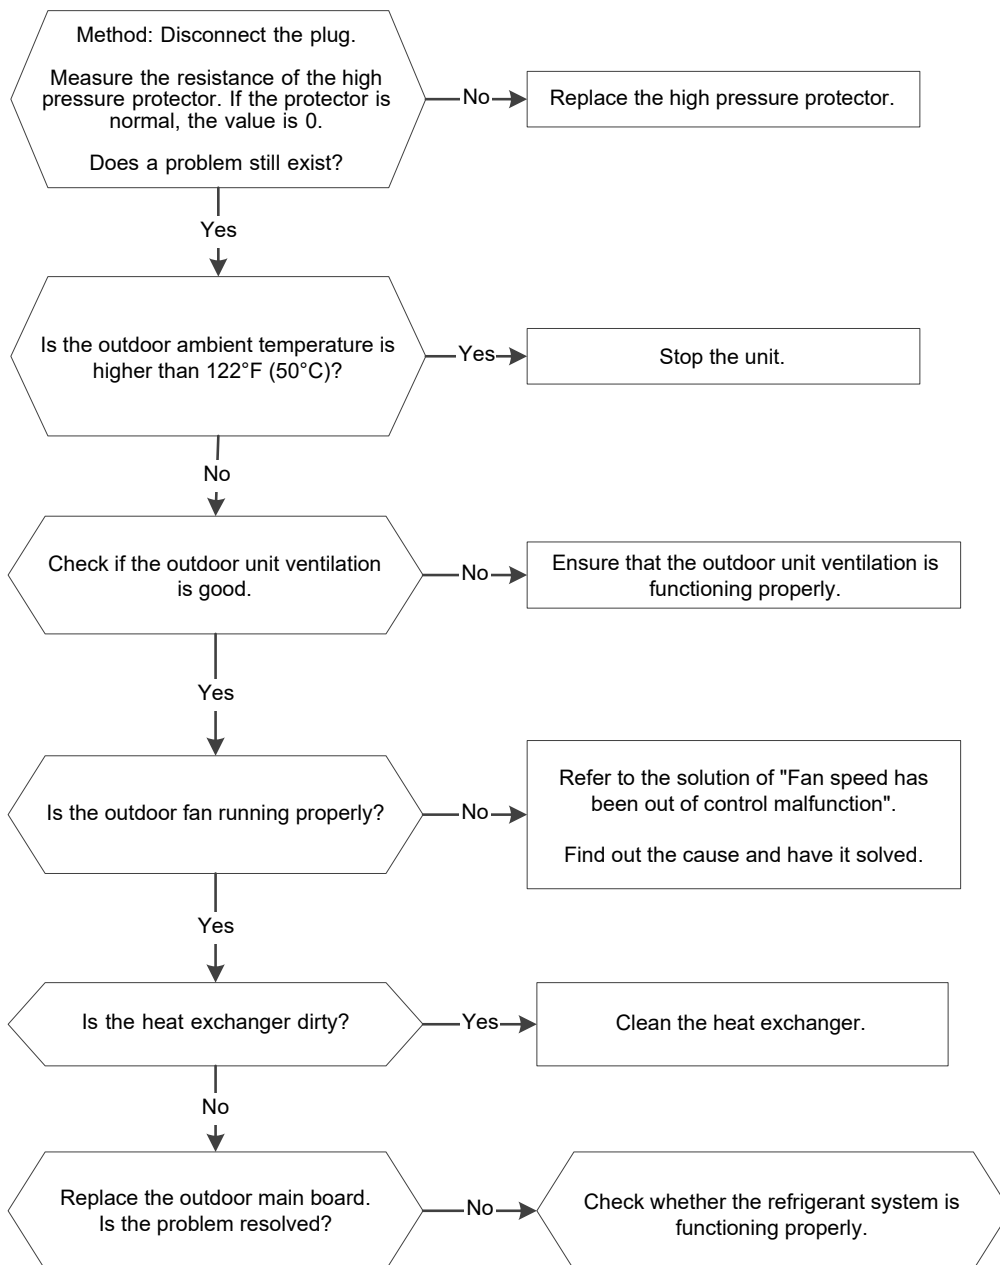 Method: Disconnect the plug.
Measure the resistance of the high
pressure protector. If the protector is
normal, the value is 0.
Does a problem still exist?
No
Replace the high pressure protector.
Yes
Is the outdoor ambient temperature is
higher than 122°F (50°C)?
Yes
Stop the unit.
No
Check if the outdoor unit ventilation
is good.
No
Ensure that the outdoor unit ventilation is
functioning properly.
Yes
Is the outdoor fan running properly?
No
Refer to the solution of "Fan speed has
been out of control malfunction".
Find out the cause and have it solved.
Yes
Is the heat exchanger dirty?
Yes
Clean the heat exchanger.
No
Replace the outdoor main board.
Is the problem resolved?
No
Check whether the refrigerant system is
functioning properly.